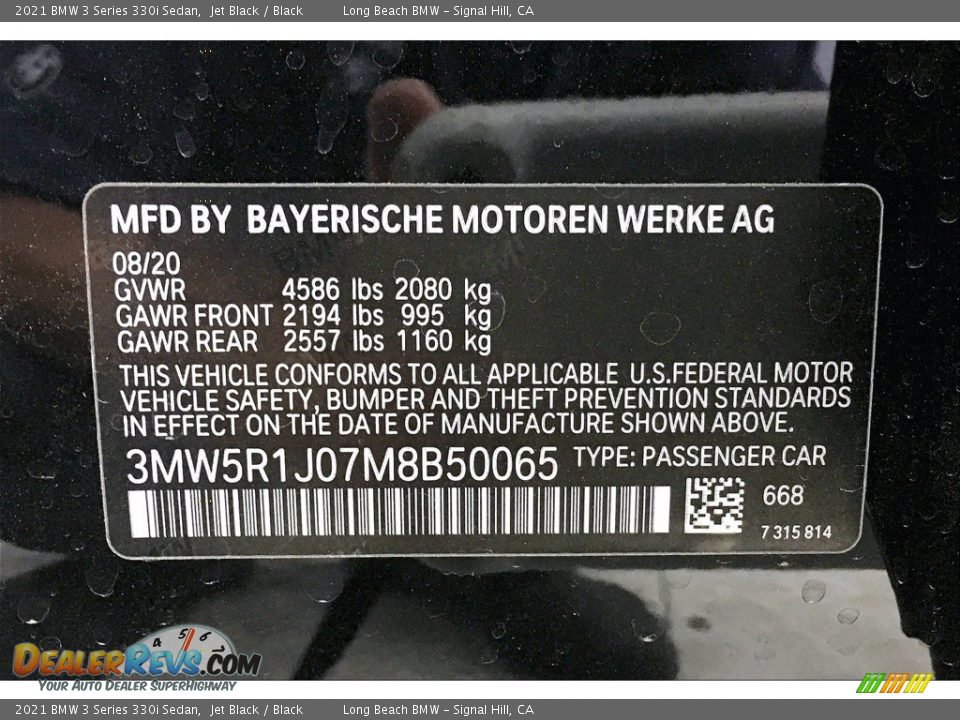 2021 BMW 3 Series 330i Sedan, Jet Black / Black Long Beach BMW - Signal Hill, CA
MFD BY BAYERISCHE MOTOREN WERKE AG
08/20
GVWR 4586 lbs 2080 kg
GAWR FRONT 2194 lbs 995 kg
GAWR REAR 2557 lbs 1160 kg
THIS VEHICLE CONFORMS TO ALL APPLICABLE U.S.FEDERAL MOTOR
VEHICLE SAFETY, BUMPER AND THEFT PREVENTION STANDARDS
IN EFFECT ON THE DATE OF MANUFACTURE SHOWN ABOVE.
3MW5R1J07M8B50065 TYPE: PASSENGER CAR
668
7 315 814
4 5 6
DEALERREVS.COM
YOUR AUTO DEALER SUPERHIGHWAY
2021 BMW 3 Series 330i Sedan, Jet Black / Black Long Beach BMW - Signal Hill, CA